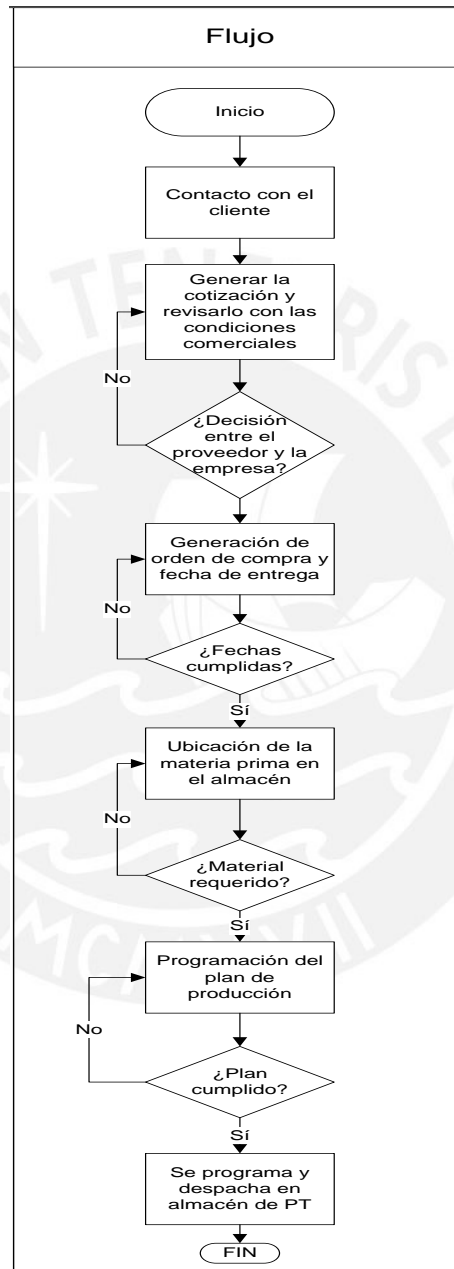 Flujo
Inicio
Contacto con el
cliente
Generar la
cotización y
revisarlo con las
condiciones
comerciales
No
¿Decisión
entre el
proveedor y la
empresa?
Generación de
orden de compra y
fecha de entrega
No
¿Fechas
cumplidas?
Sí
Ubicación de la
materia prima en
el almacén
No
¿Material
requerido?
Sí
Programación del
plan de
producción
No
¿Plan
cumplido?
Sí
Se programa y
despacha en
almacén de PT
FIN